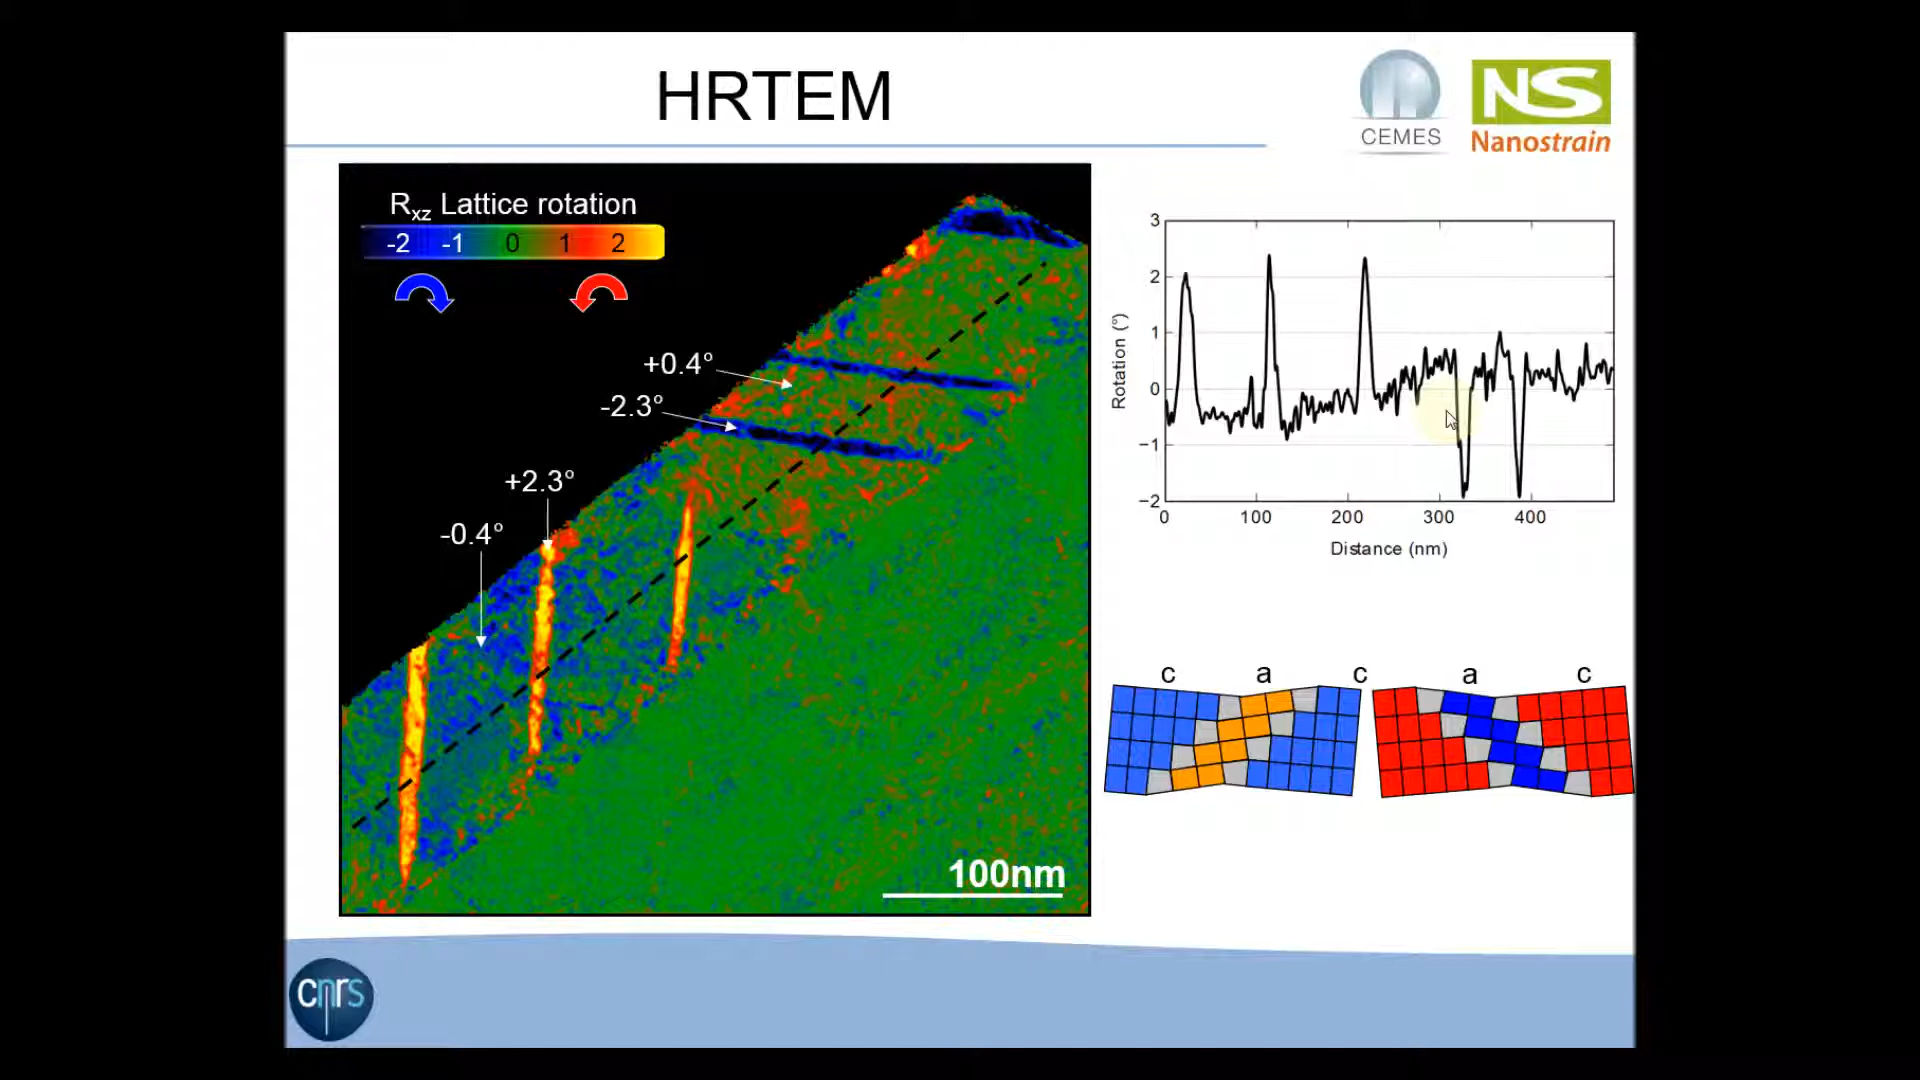 HRTEM
CEMES
NS
Nanostrain
Rxz Lattice rotation
-2 -1 0 1 2
+0.4°
-2.3°
+2.3°
-0.4°
100nm
3
2
1
0
−1
−2
0 100 200 300 400
Rotation (°)
Distance (nm)
c a c a c
cnrs